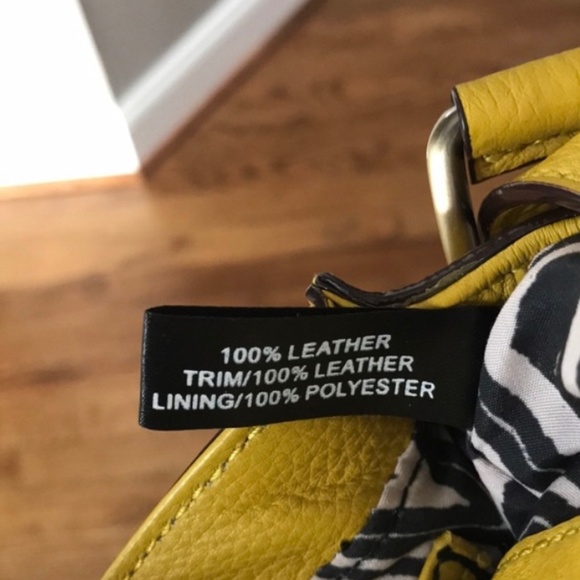 100% LEATHER
TRIM/100% LEATHER
LINING/100% POLYESTER